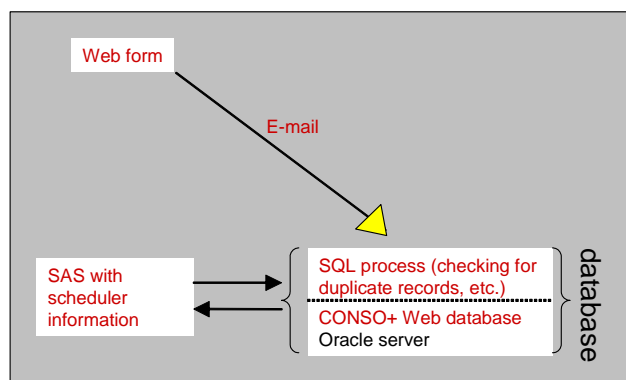 Web form
E-mail
SAS with
scheduler
information
SQL process (checking for
duplicate records, etc.)
CONSO+ Web database
Oracle server
database